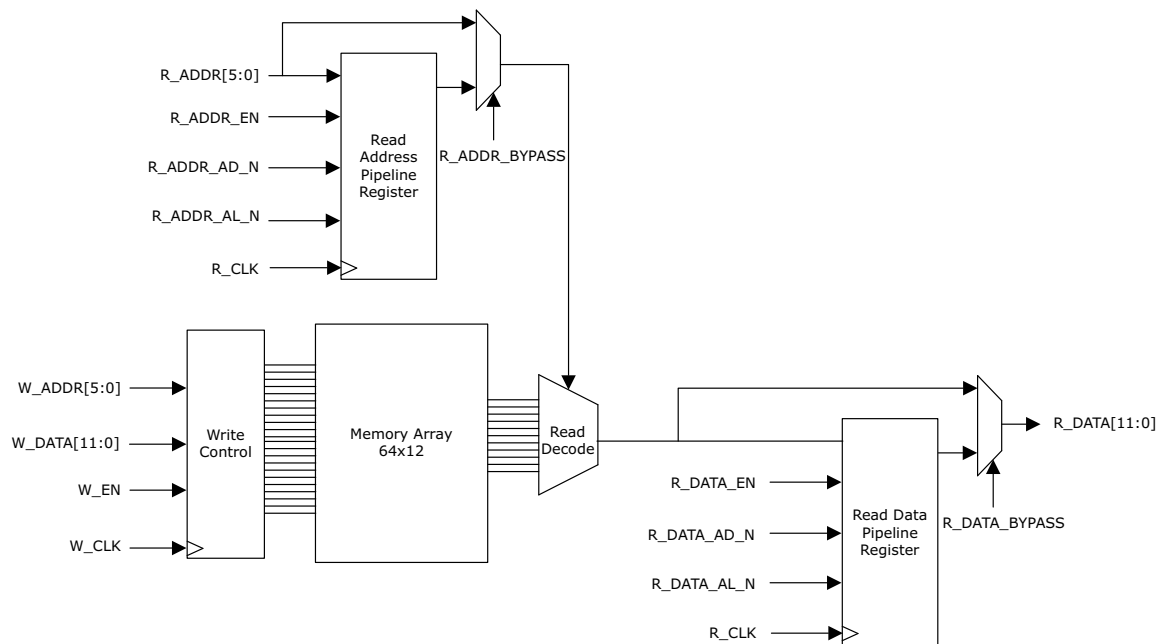 R_ADDR[5:0]
R_ADDR_EN
R_ADDR_AD_N
R_ADDR_AL_N
R_CLK
Read
Address
Pipeline
Register
R_ADDR_BYPASS
W_ADDR[5:0]
W_DATA[11:0]
W_EN
W_CLK
Write
Control
Memory Array
64x12
Read
Decode
R_DATA[11:0]
R_DATA_EN
R_DATA_AD_N
R_DATA_AL_N
R_CLK
Read Data
Pipeline
Register
R_DATA_BYPASS